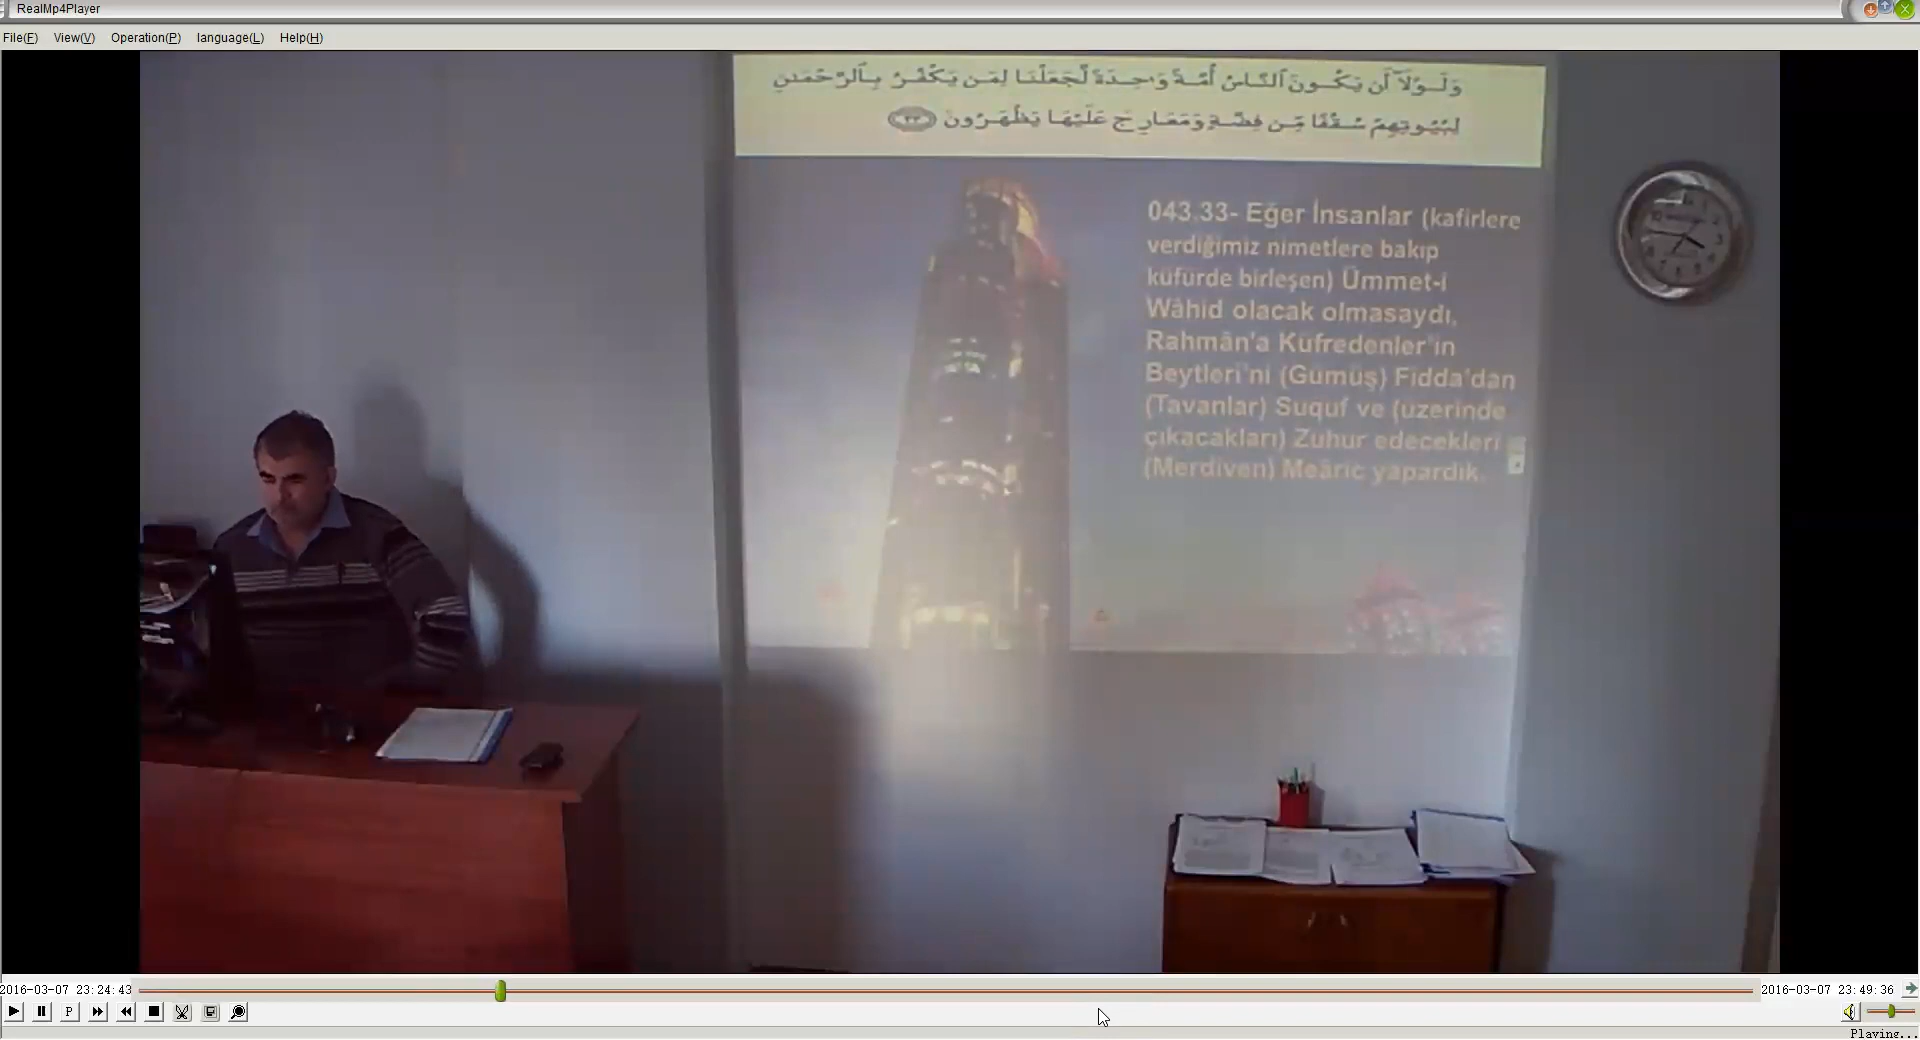 RealMp4Player
File(F) View(V) Operation(P) language(L) Help(H)
وَلَوْلَآ أَن يَكُونَ ٱلنَّاسُ أُمَّةً وَٰحِدَةً لَّجَعَلْنَا لِمَن يَكْفُرُ بِٱلرَّحْمَٰنِ
لِبُيُوتِهِمْ سُقُفًا مِّن فِضَّةٍ وَمَعَارِجَ عَلَيْهَا يَظْهَرُونَ ٣٣
043.33- Eğer İnsanlar (kafirlere
verdiğimiz nimetlere bakıp
küfürde birleşen) Ümmet-i
Wâhid olacak olmasaydı,
Rahmân'a Küfredenler'in
Beytleri'ni (Gümüş) Fidda'dan
(Tavanlar) Suquf ve (uzerinde
çıkacakları) Zuhur edecekleri
(Merdiven) Meâric yapardık.
2016-03-07 23:24:43
2016-03-07 23:49:36
P
Playing...